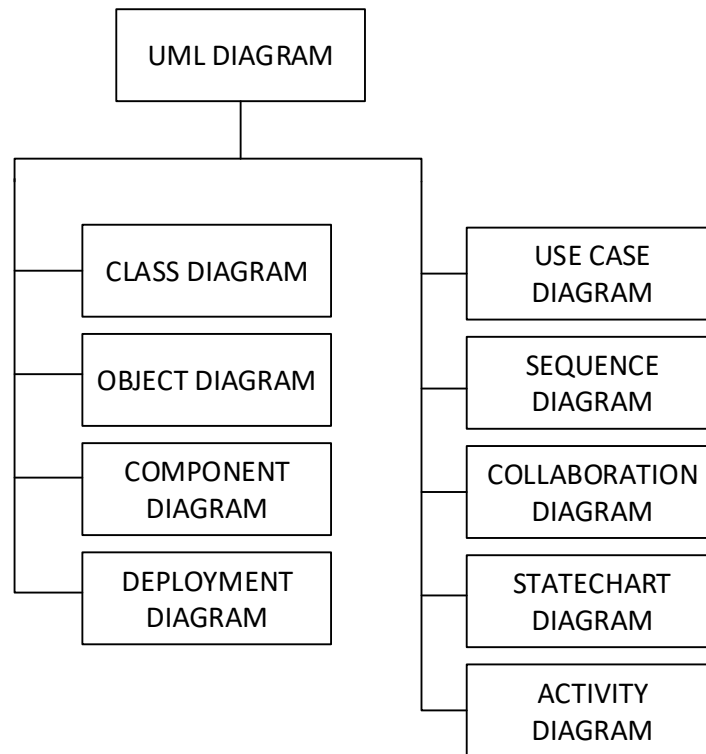 UML DIAGRAM
CLASS DIAGRAM
OBJECT DIAGRAM
COMPONENT
DIAGRAM
DEPLOYMENT
DIAGRAM
USE CASE
DIAGRAM
SEQUENCE
DIAGRAM
COLLABORATION
DIAGRAM
STATECHART
DIAGRAM
ACTIVITY
DIAGRAM